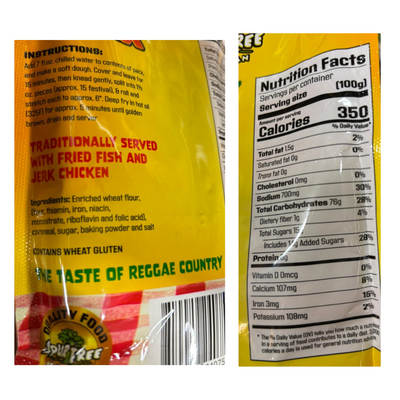 INSTRUCTIONS:
Add 7 fl.oz. chilled water to contents of pack,
and make a soft dough. Cover and leave for
15 minutes, then knead gently, split into 1½
oz. pieces (approx. 15 festival), & roll and
stretch each to approx. 6". Deep fry in hot oil
(325F) for approx. 5 minutes until golden
brown, drain and serve
TRADITIONALLY SERVED
WITH FRIED FISH AND
JERK CHICKEN
Ingredients: Enriched wheat flour,
thiamin, iron, niacin,
riboflavin and folic acid),
cornmeal, sugar, baking powder and salt
CONTAINS WHEAT GLUTEN
THE TASTE OF REGGAE COUNTRY
QUALITY FOOD
TREE
Nutrition Facts
Servings per container
Serving size (100g)
Amount per serving
Calories 350
% Daily Value*
Total fat 1.5g 2%
Saturated fat 0g 0%
Trans fat 0g
Cholesterol 0mg 0%
Sodium 700mg 30%
Total Carbohydrates 76g 28%
Dietary fiber 1g 4%
Total Sugars
Includes Added Sugars 28%
Protein
Vitamin D 0mcg 0%
Calcium 107mg 8%
Iron 3mg 15%
Potassium 108mg 2%
* The % Daily Value (DV) tells you how much a
in a serving of food contributes to a daily diet.
calories a day is used for general nutrition